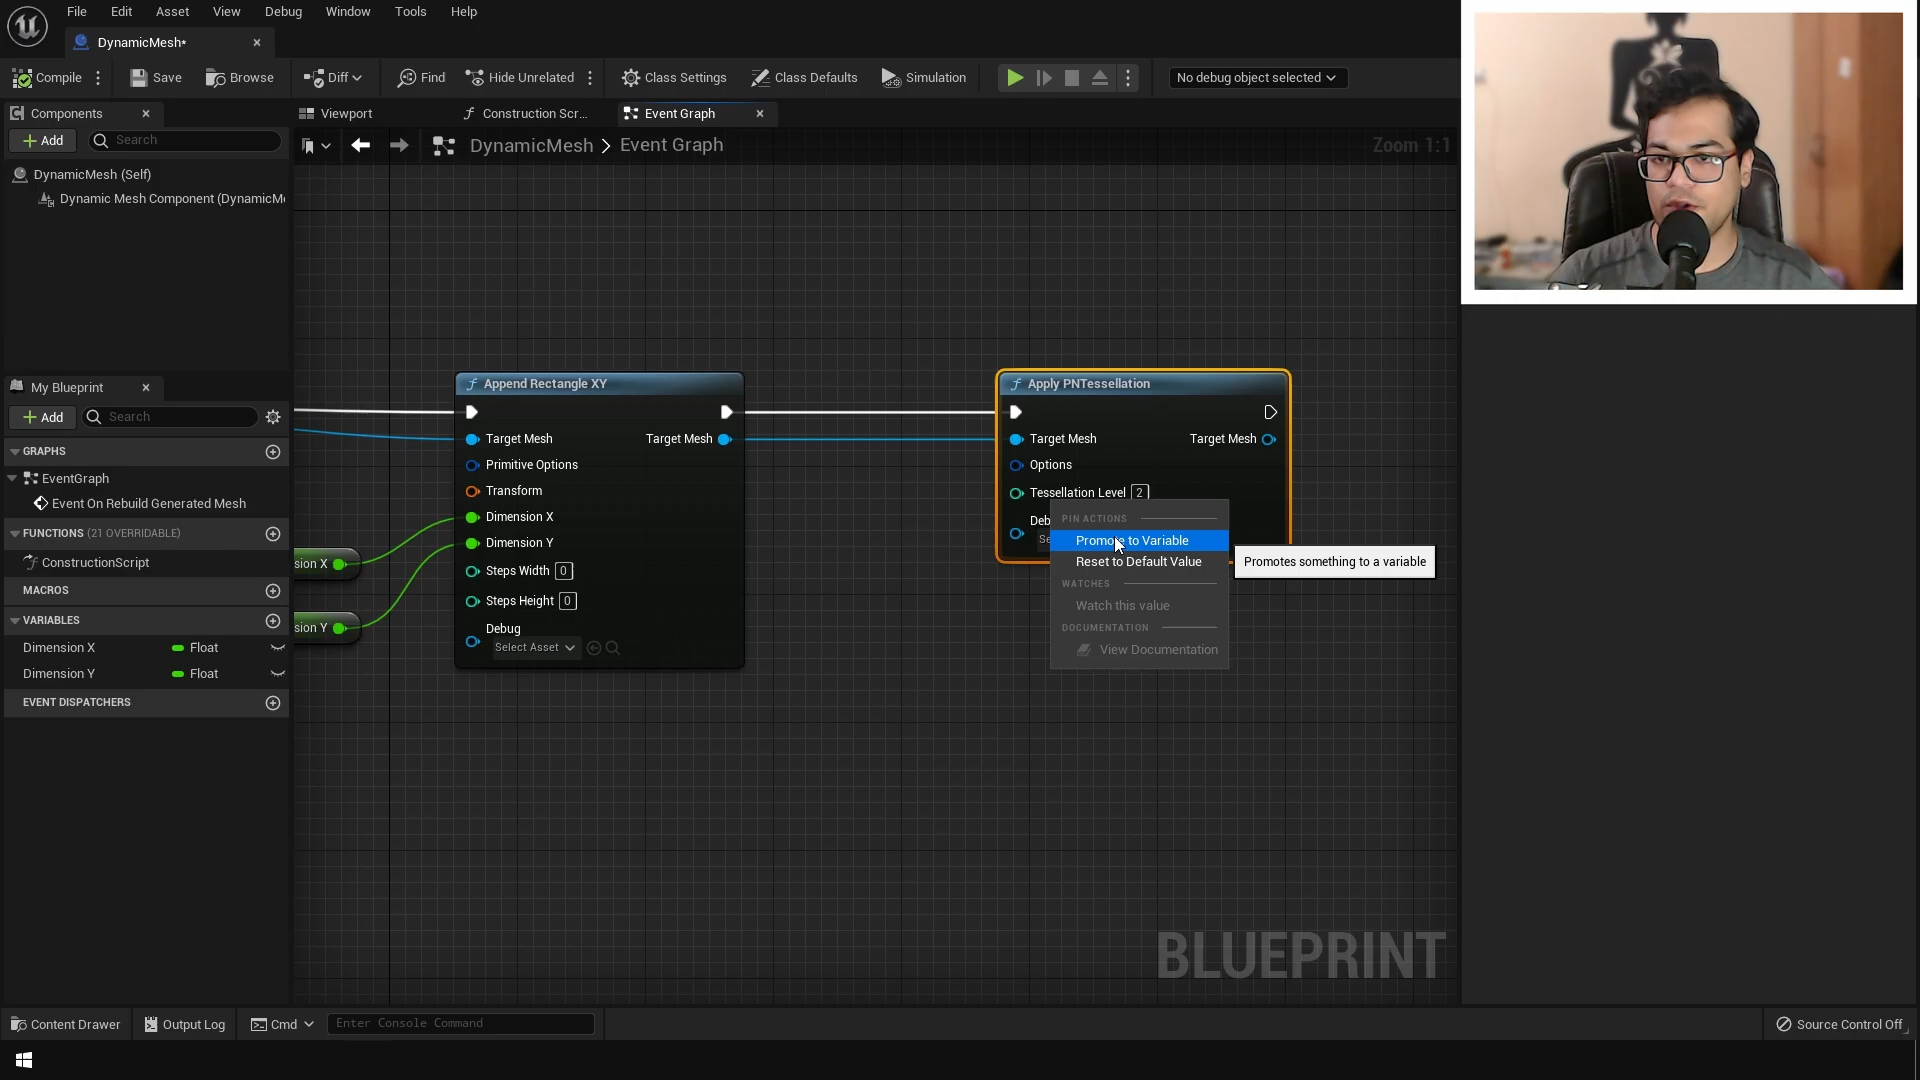 File Edit Asset View Debug Window Tools Help
DynamicMesh*
Compile Save Browse Diff Find Hide Unrelated Class Settings Class Defaults Simulation No debug object selected
Components
Viewport Construction Scr... Event Graph
Add Search
DynamicMesh > Event Graph Zoom 1:1
DynamicMesh (Self)
Dynamic Mesh Component (DynamicMe
My Blueprint
Add Search
GRAPHS
EventGraph
Event On Rebuild Generated Mesh
FUNCTIONS (21 OVERRIDABLE)
ConstructionScript
MACROS
VARIABLES
Dimension X Float
Dimension Y Float
EVENT DISPATCHERS
sion X
sion Y
Append Rectangle XY
Target Mesh Target Mesh
Primitive Options
Transform
Dimension X
Dimension Y
Steps Width 0
Steps Height 0
Debug
Select Asset
Apply PNTessellation
Target Mesh Target Mesh
Options
Tessellation Level 2
Deb
Se
PIN ACTIONS
Promote to Variable
Reset to Default Value
Promotes something to a variable
WATCHES
Watch this value
DOCUMENTATION
View Documentation
BLUEPRINT
Content Drawer Output Log Cmd Enter Console Command Source Control Off